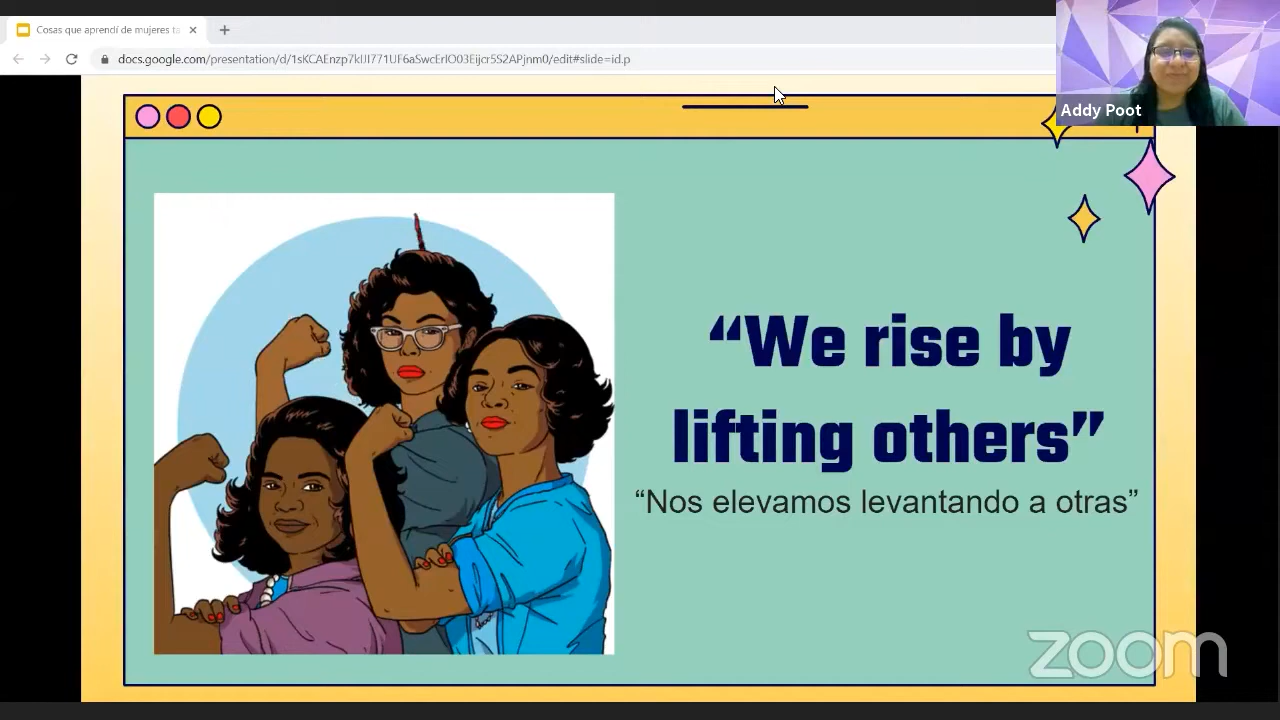 Cosas que aprendí de mujeres ta
docs.google.com/presentation/d/1sKCAEnzp7kIJI771UF6aSwcErIO03Eijcr5S2APjnm0/edit#slide=id.p
Addy Poot
“We rise by
lifting others”
“Nos elevamos levantando a otras”
zoom